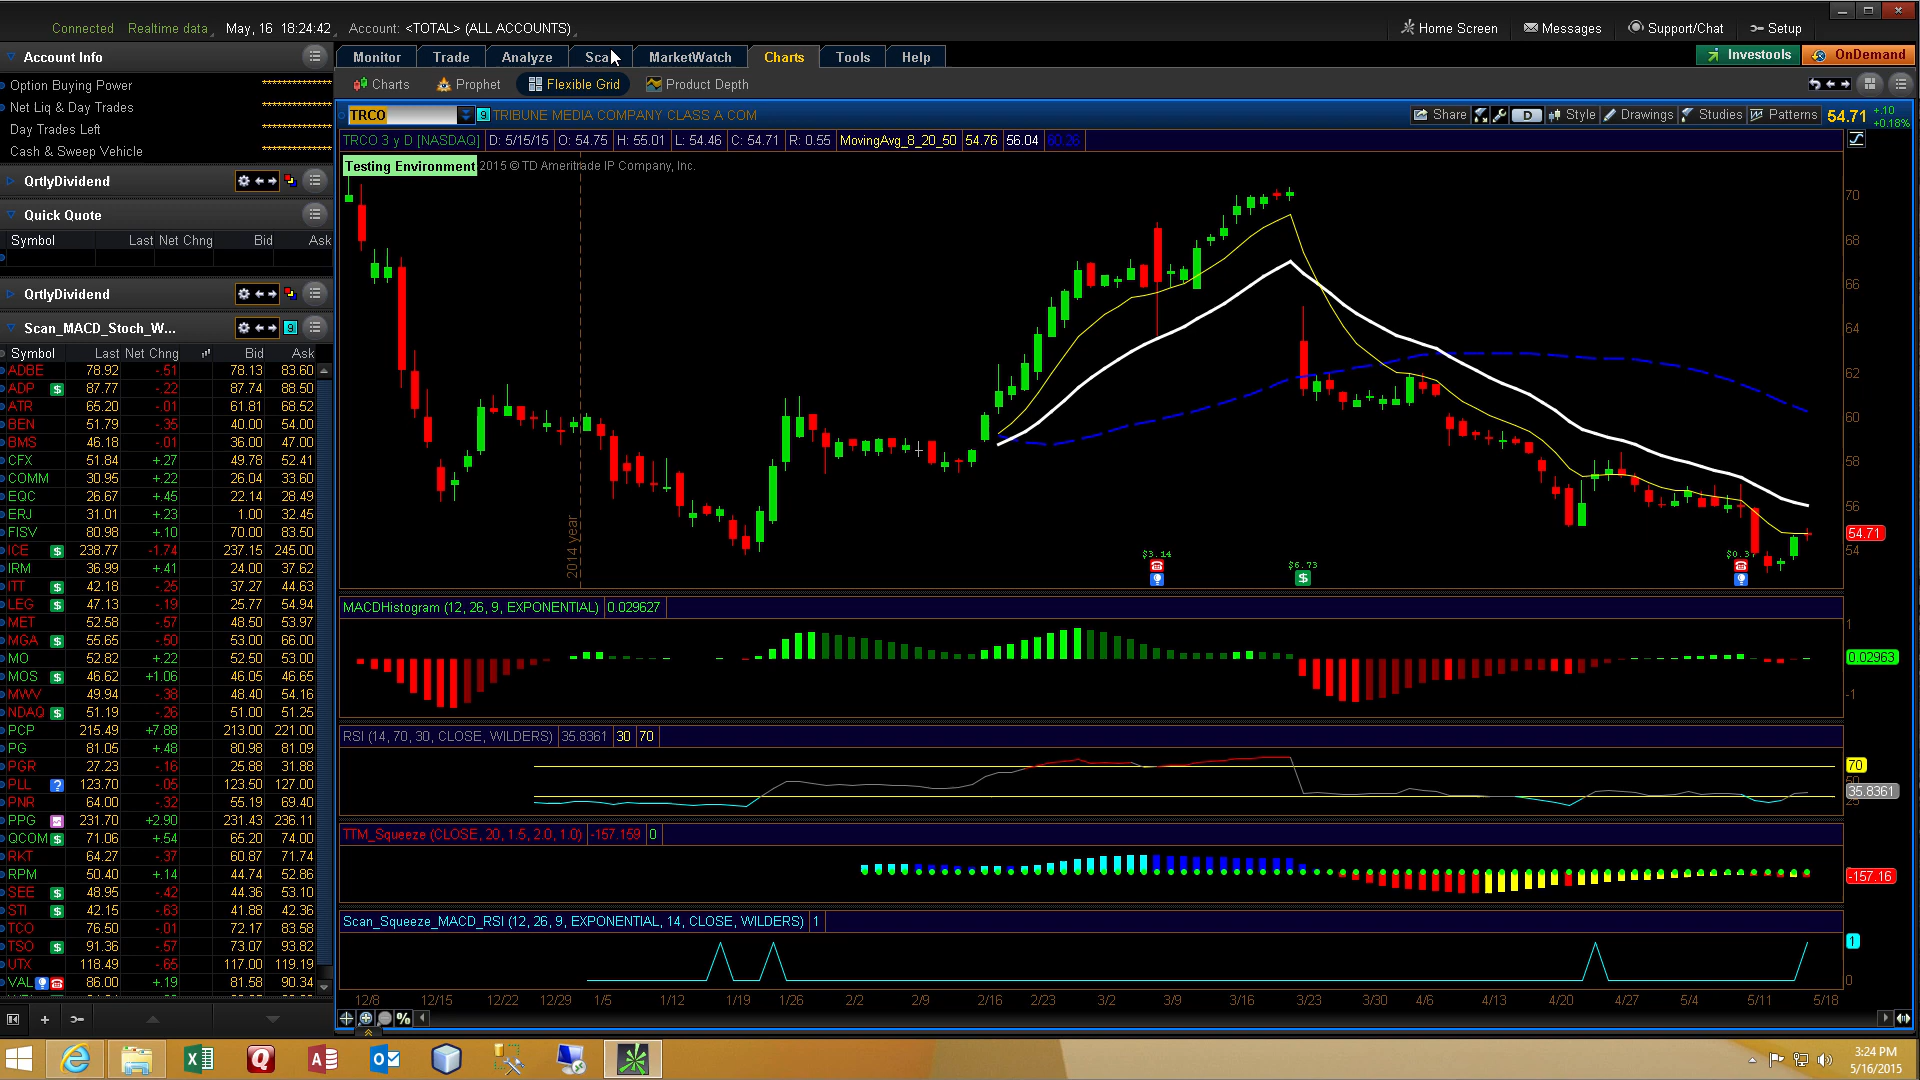 Connected Realtime data May, 16 18:24:42 Account: <TOTAL> (ALL ACCOUNTS)
Home Screen Messages Support/Chat Setup
Account Info
Monitor Trade Analyze Scan MarketWatch Charts Tools Help
Investools OnDemand
Option Buying Power ************
Net Liq & Day Trades ************
Day Trades Left ************
Cash & Sweep Vehicle ************
Charts Prophet Flexible Grid Product Depth
TRCO 9 TRIBUNE MEDIA COMPANY CLASS A COM
Share D Style Drawings Studies Patterns 54.71 +.10 +0.18%
TRCO 3 y D [NASDAQ] D: 5/15/15 O: 54.75 H: 55.01 L: 54.46 C: 54.71 R: 0.55 MovingAvg_8_20_50 54.76 56.04
Testing Environment 2015 © TD Ameritrade IP Company, Inc.
QrtlyDividend
Quick Quote
Symbol Last Net Chng Bid Ask
QrtlyDividend
Scan_MACD_Stoch_W... 9
Symbol Last Net Chng Bid Ask
ADBE 78.92 -.51 78.13 83.60
ADP $ 87.77 -.22 87.74 88.50
ATR 65.20 -.01 61.81 68.52
BEN 51.79 -.35 40.00 54.00
BMS 46.18 -.01 36.00 47.00
CFX 51.84 +.27 49.78 52.41
COMM 30.95 +.22 26.04 33.60
EQC 26.67 +.45 22.14 28.49
ERJ 31.01 +.23 1.00 32.45
FISV 80.98 +.10 70.00 83.50
ICE $ 238.77 -1.74 237.15 245.00
IRM 36.99 +.41 24.00 37.62
ITT $ 42.18 -.25 37.27 44.63
LEG $ 47.13 -.19 25.77 54.94
MET 52.58 -.57 48.50 53.97
MGA $ 55.65 -.50 53.00 66.00
MO 52.82 +.22 52.50 53.00
MOS $ 46.62 +1.06 46.05 46.65
MWV 49.94 -.38 48.40 54.16
NDAQ $ 51.19 -.26 51.00 51.25
PCP 215.49 +7.88 213.00 221.00
PG 81.05 +.48 80.98 81.09
PGR 27.23 -.16 25.88 31.88
PLL ? 123.70 -.05 123.50 127.00
PNR 64.00 -.32 55.19 69.40
PPG 231.70 +2.90 231.43 236.11
QCOM $ 71.06 +.54 65.20 74.00
RKT 64.27 -.37 60.87 71.74
RPM 50.40 +.14 44.74 52.86
SEE $ 48.95 -.42 44.36 53.10
STI $ 42.15 -.63 41.88 42.36
TCO 76.50 -.01 72.17 83.58
TSO $ 91.36 -.57 73.07 93.82
UTX 118.49 -.65 117.00 119.19
VAL 86.00 +.19 81.58 90.34
70
68
66
64
62
60
58
56
54.71
54
2014 year
$3.14 $6.73
$
MACDHistogram (12, 26, 9, EXPONENTIAL) 0.029627
1
0.02963
-1
RSI (14, 70, 30, CLOSE, WILDERS) 35.8361 30 70
70
50
35.8361
25
TTM_Squeeze (CLOSE, 20, 1.5, 2.0, 1.0) -157.159 0
-157.16
Scan_Squeeze_MACD_RSI (12, 26, 9, EXPONENTIAL, 14, CLOSE, WILDERS) 1
1
0
12/8 12/15 12/22 12/29 1/5 1/12 1/19 1/26 2/2 2/9 2/16 2/23 3/2 3/9 3/16 3/23 3/30 4/6 4/13 4/20 4/27 5/4 5/11 5/18
%
3:24 PM
5/16/2015